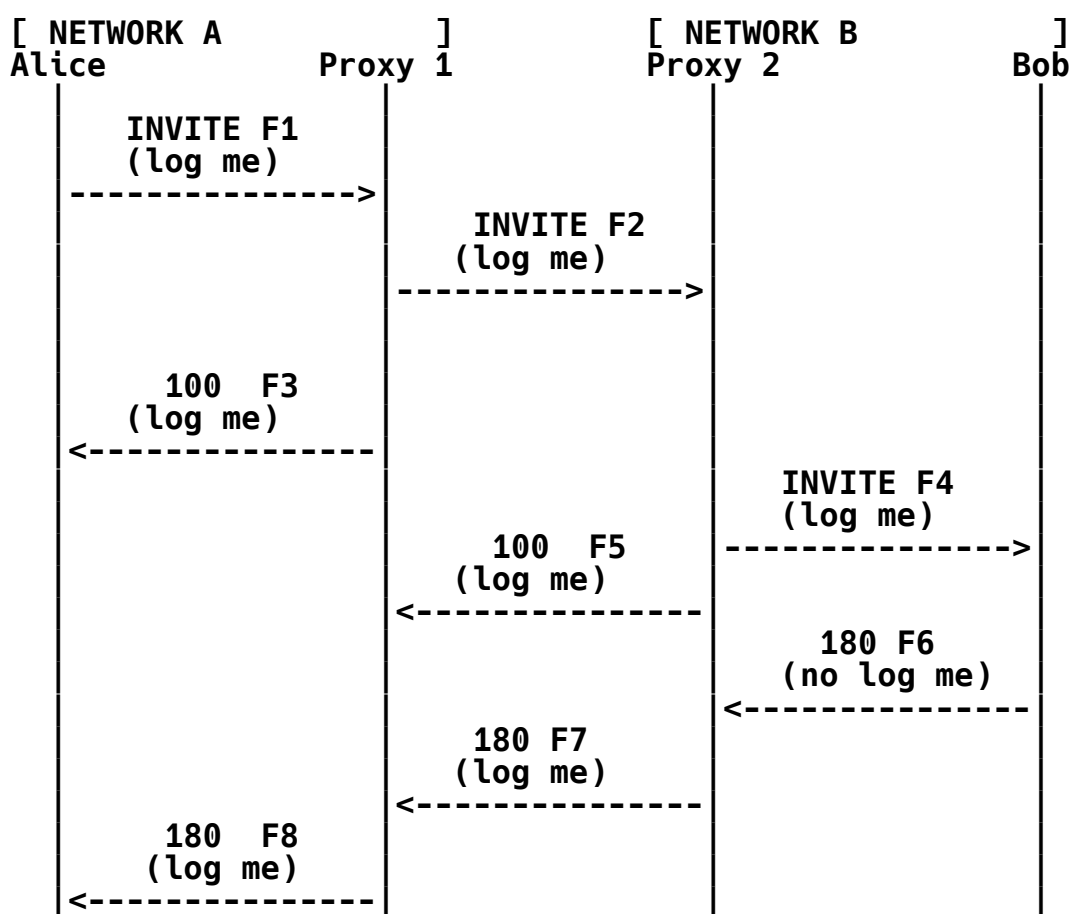 [ NETWORK A ] [ NETWORK B ]
Alice Proxy 1 Proxy 2 Bob
INVITE F1
(log me)
--------------->
INVITE F2
(log me)
--------------->
100 F3
(log me)
<---------------
INVITE F4
(log me)
--------------->
100 F5
(log me)
<---------------
180 F6
(no log me)
<---------------
180 F7
(log me)
<---------------
180 F8
(log me)
<---------------